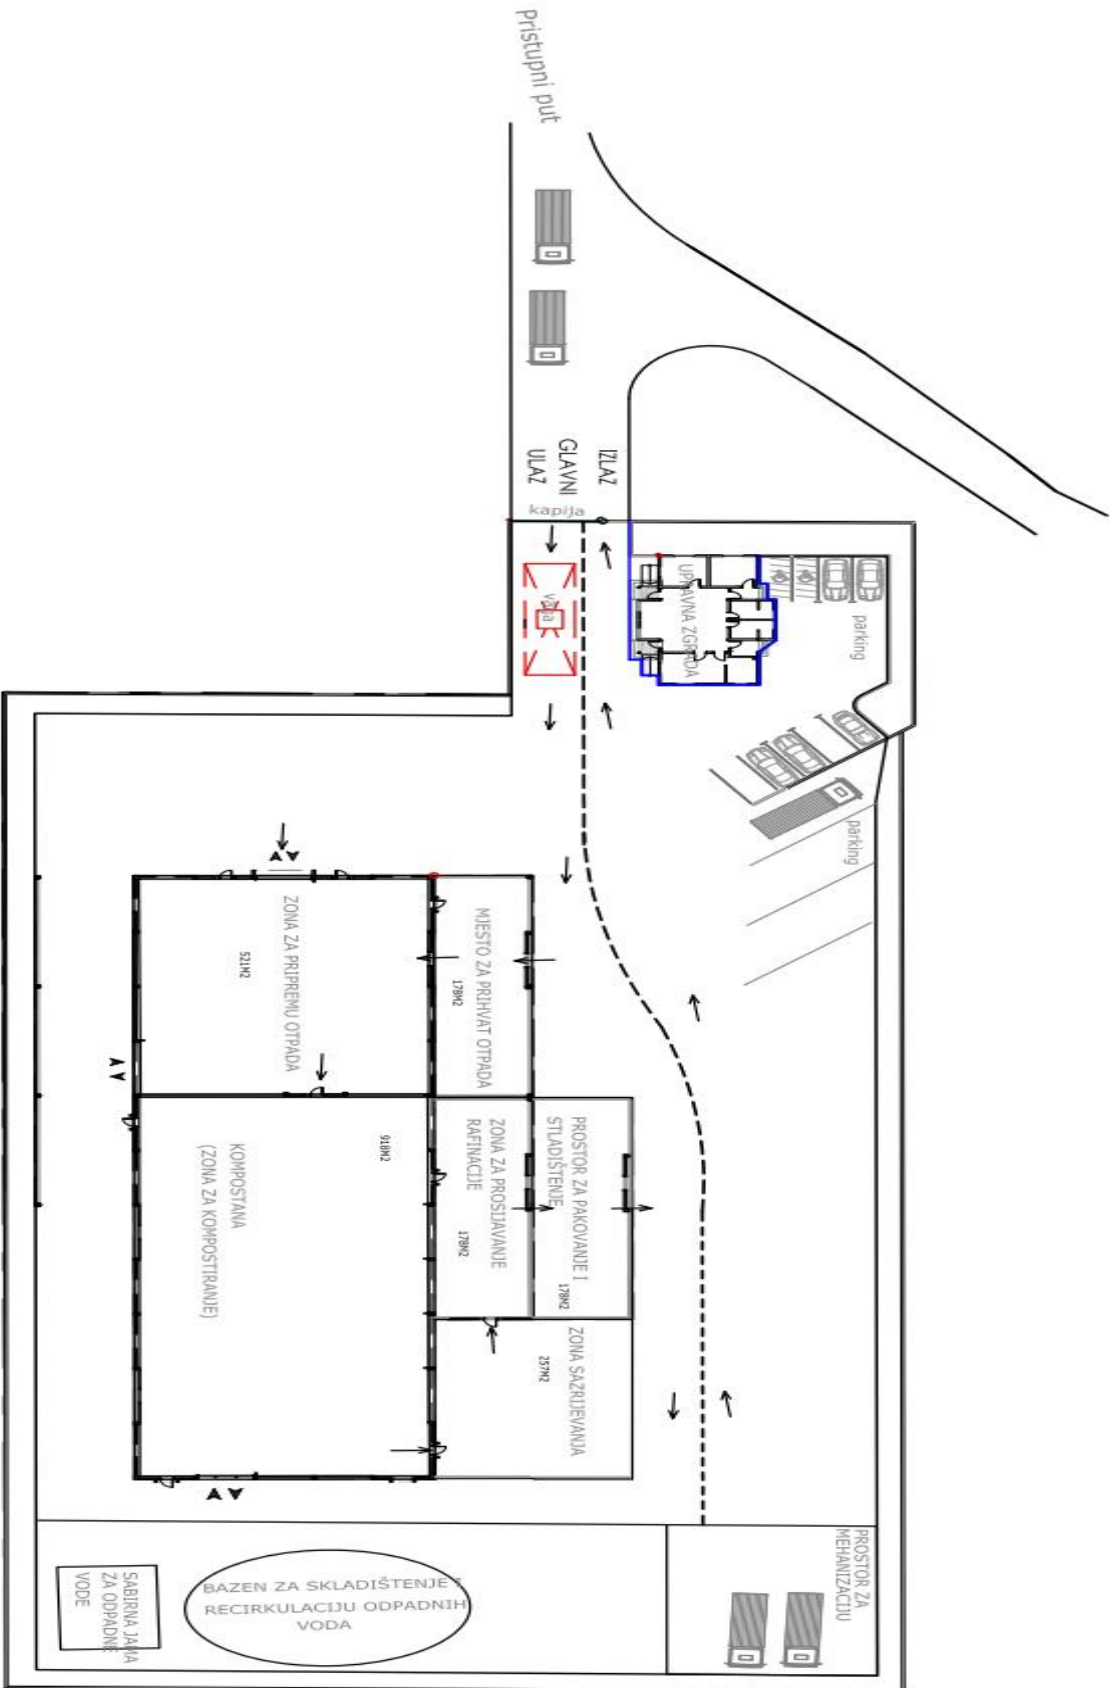 Pristupni put
IZLAZ
GLAVNI
ULAZ
kapija
vaga
UPRAVNA ZGRADA
parking
parking
MJESTO ZA PRIHVAT OTPADA
178M2
ZONA ZA PRIPREMU OTPADA
521M2
PROSTOR ZA PAKOVANJE I
STLADIŠTENJE
178M2
ZONA ZA PROSIJAVANJE
RAFINACIJE
178M2
918M2
KOMPOSTANA
(ZONA ZA KOMPOSTIRANJE)
ZONA SAZRIJEVANJA
257M2
PROSTOR ZA
MEHANIZACIJU
BAZEN ZA SKLADIŠTENJE I
RECIRKULACIJU ODPADNIH
VODA
SABIRNA JAMA
ZA ODPADNE
VODE